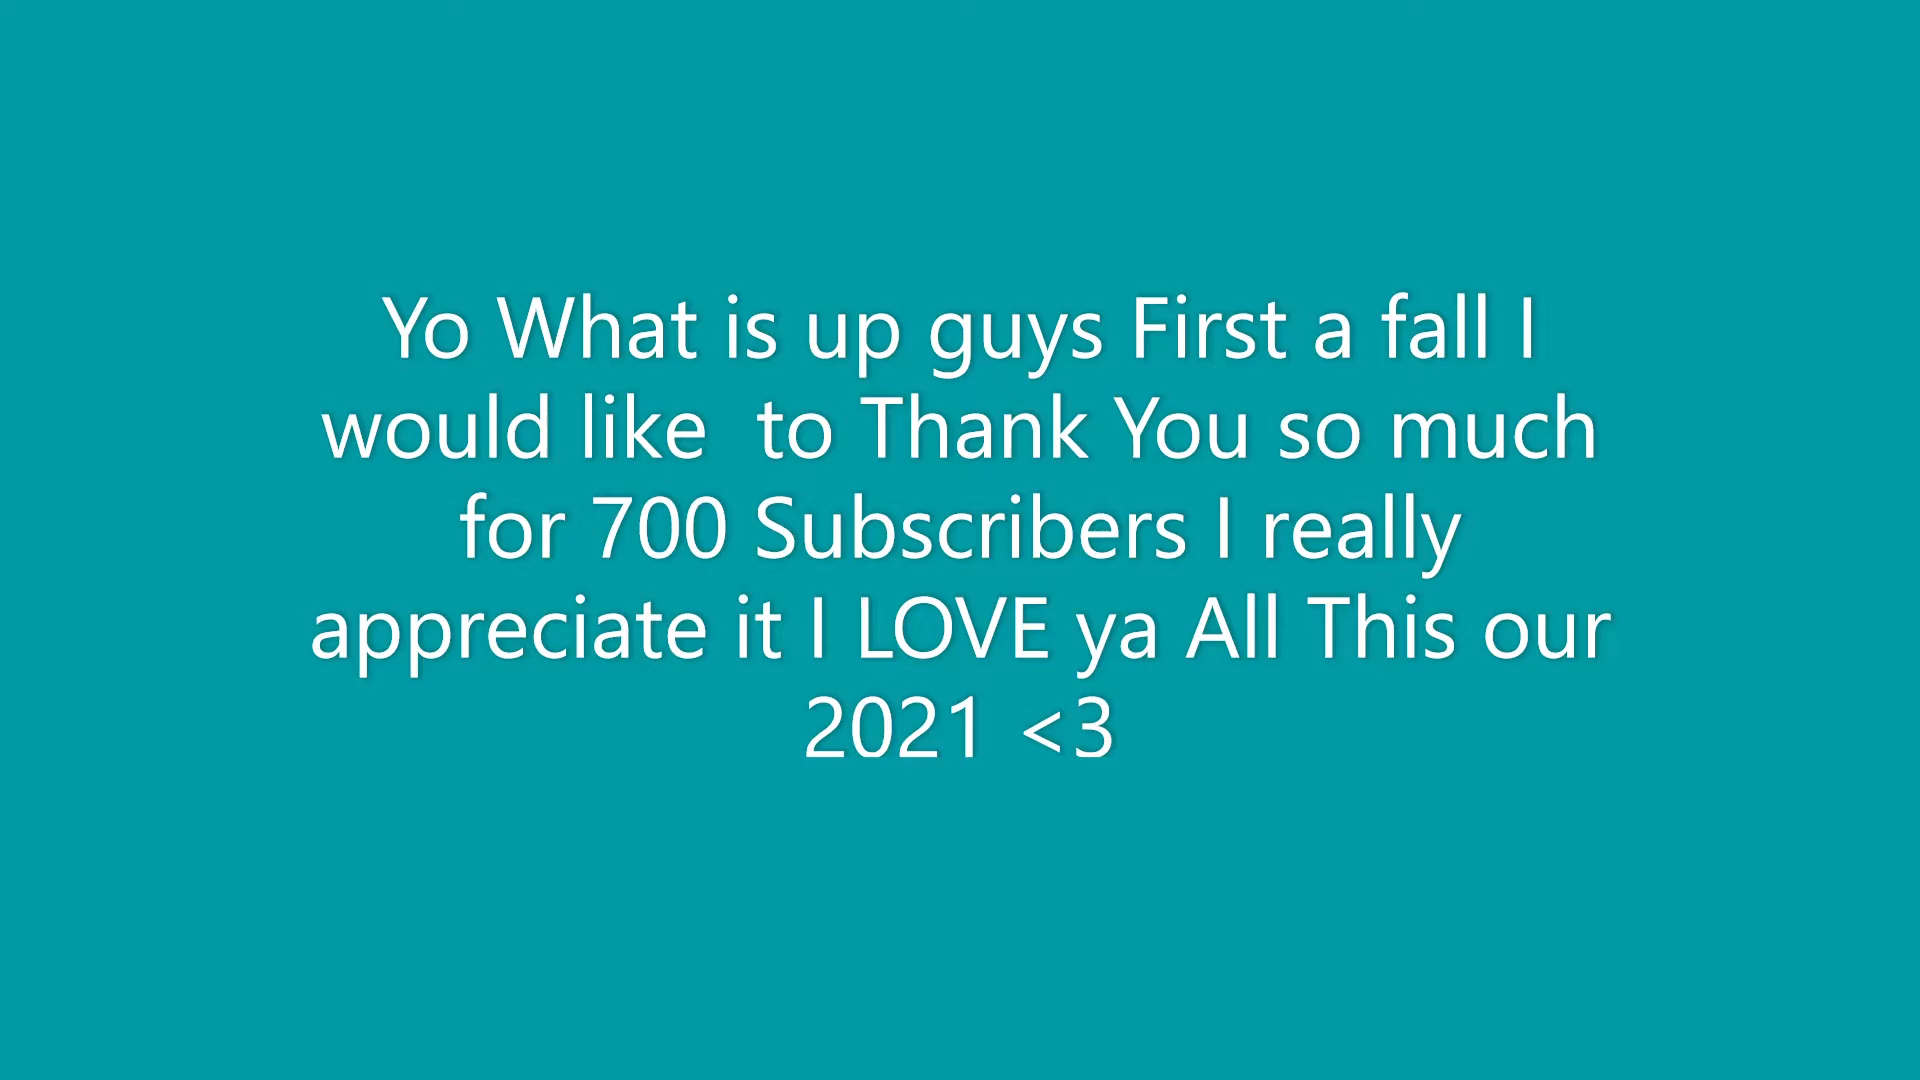 Yo What is up guys First a fall I
would like  to Thank You so much
for 700 Subscribers I really
appreciate it I LOVE ya All This our
2021 <3